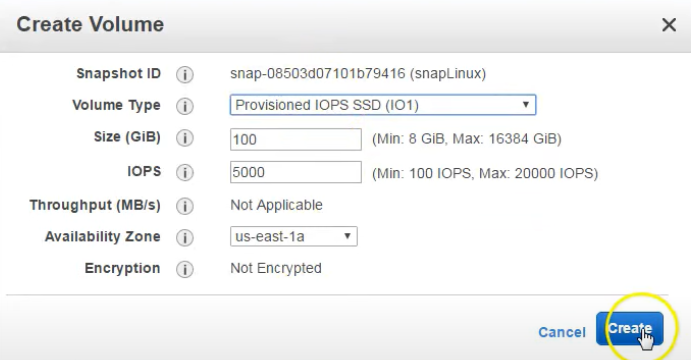 Create Volume ×
Snapshot ID i snap-08503d07101b79416 (snapLinux)
Volume Type i Provisioned IOPS SSD (IO1)
Size (GiB) i 100 (Min: 8 GiB, Max: 16384 GiB)
IOPS i 5000 (Min: 100 IOPS, Max: 20000 IOPS)
Throughput (MB/s) i Not Applicable
Availability Zone i us-east-1a
Encryption i Not Encrypted
Cancel Create